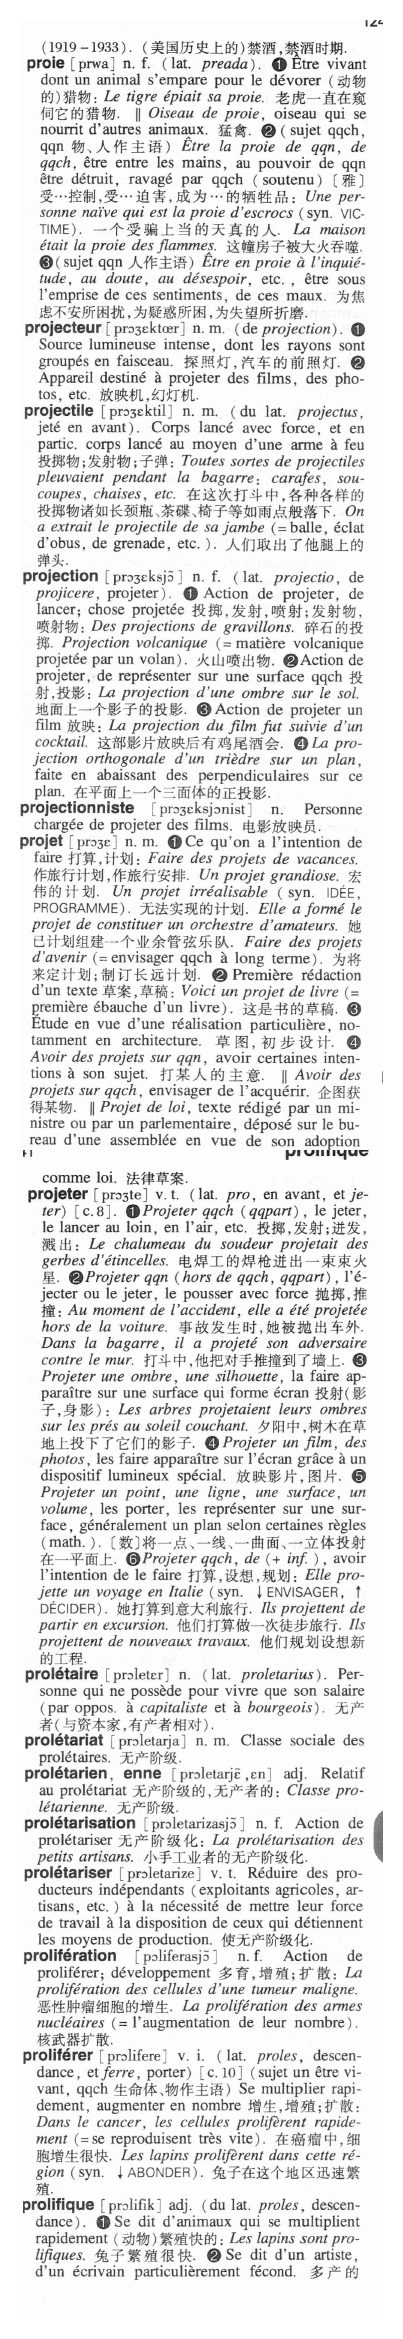 124
(1919–1933). (美国历史上的)禁酒,禁酒时期.
proie [prwa] n. f. (lat. preada). ❶ Être vivant
dont un animal s'empare pour le dévorer (动物
的)猎物: Le tigre épiait sa proie. 老虎一直在窥
伺它的猎物. ‖ Oiseau de proie, oiseau qui se
nourrit d'autres animaux. 猛禽. ❷ (sujet qqch,
qqn 物、人作主语) Être la proie de qqn, de
qqch, être entre les mains, au pouvoir de qqn
être détruit, ravagé par qqch (soutenu) [雅]
受…控制,受…迫害,成为…的牺牲品: Une per-
sonne naïve qui est la proie d'escrocs (syn. VIC-
TIME). 一个受骗上当的天真的人. La maison
était la proie des flammes. 这幢房子被大火吞噬.
❸ (sujet qqn 人作主语) Être en proie à l'inquié-
tude, au doute, au désespoir, etc., être sous
l'emprise de ces sentiments, de ces maux. 为焦
虑不安所困扰,为疑惑所困,为失望所折磨.
projecteur [prɔʒɛktœr] n. m. (de projection). ❶
Source lumineuse intense, dont les rayons sont
groupés en faisceau. 探照灯,汽车的前照灯. ❷
Appareil destiné à projeter des films, des pho-
tos, etc. 放映机,幻灯机.
projectile [prɔʒɛktil] n. m. (du lat. projectus,
jeté en avant). Corps lancé avec force, et en
partic. corps lancé au moyen d'une arme à feu
投掷物;发射物;子弹: Toutes sortes de projectiles
pleuvaient pendant la bagarre: carafes, sou-
coupes, chaises, etc. 在这次打斗中,各种各样的
投掷物诸如长颈瓶、茶碟、椅子等如雨点般落下. On
a extrait le projectile de sa jambe (= balle, éclat
d'obus, de grenade, etc.). 人们取出了他腿上的
弹头.
projection [prɔʒɛksjɔ̃] n. f. (lat. projectio, de
projicere, projeter). ❶ Action de projeter, de
lancer; chose projetée 投掷,发射,喷射;发射物,
喷射物: Des projections de gravillons. 碎石的投
掷. Projection volcanique (= matière volcanique
projetée par un volan). 火山喷出物. ❷ Action de
projeter, de représenter sur une surface qqch 投
射,投影: La projection d'une ombre sur le sol.
地面上一个影子的投影. ❸ Action de projeter un
film 放映: La projection du film fut suivie d'un
cocktail. 这部影片放映后有鸡尾酒会. ❹ La pro-
jection orthogonale d'un trièdre sur un plan,
faite en abaissant des perpendiculaires sur ce
plan. 在平面上一个三面体的正投影.
projectionniste [prɔʒɛksjɔnist] n. Personne
chargée de projeter des films. 电影放映员.
projet [prɔʒɛ] n. m. ❶ Ce qu'on a l'intention de
faire 打算,计划: Faire des projets de vacances.
作旅行计划,作旅行安排. Un projet grandiose. 宏
伟的计划. Un projet irréalisable (syn. IDÉE,
PROGRAMME). 无法实现的计划. Elle a formé le
projet de constituer un orchestre d'amateurs. 她
已计划组建一个业余管弦乐队. Faire des projets
d'avenir (= envisager qqch à long terme). 为将
来定计划;制订长远计划. ❷ Première rédaction
d'un texte 草案,草稿: Voici un projet de livre (=
première ébauche d'un livre). 这是书的草稿. ❸
Étude en vue d'une réalisation particulière, no-
tamment en architecture. 草图,初步设计. ❹
Avoir des projets sur qqn, avoir certaines inten-
tions à son sujet. 打某人的主意. ‖ Avoir des
projets sur qqch, envisager de l'acquérir. 企图获
得某物. ‖ Projet de loi, texte rédigé par un mi-
nistre ou par un parlementaire, déposé sur le bu-
reau d'une assemblée en vue de son adoption
prolifique
comme loi. 法律草案.
projeter [prɔʒte] v. t. (lat. pro, en avant, et je-
ter) [c. 8]. ❶ Projeter qqch (qqpart), le jeter,
le lancer au loin, en l'air, etc. 投掷,发射;迸发,
溅出: Le chalumeau du soudeur projetait des
gerbes d'étincelles. 电焊工的焊枪迸出一束束火
星. ❷ Projeter qqn (hors de qqch, qqpart), l'é-
jecter ou le jeter, le pousser avec force 抛掷,推
撞: Au moment de l'accident, elle a été projetée
hors de la voiture. 事故发生时,她被抛出车外.
Dans la bagarre, il a projeté son adversaire
contre le mur. 打斗中,他把对手推撞到了墙上. ❸
Projeter une ombre, une silhouette, la faire ap-
paraître sur une surface qui forme écran 投射(影
子,身影): Les arbres projetaient leurs ombres
sur les prés au soleil couchant. 夕阳中,树木在草
地上投下了它们的影子. ❹ Projeter un film, des
photos, les faire apparaître sur l'écran grâce à un
dispositif lumineux spécial. 放映影片,图片. ❺
Projeter un point, une ligne, une surface, un
volume, les porter, les représenter sur une sur-
face, généralement un plan selon certaines règles
(math.). [数]将一点、一线、一曲面、一立体投射
在一平面上. ❻ Projeter qqch, de (+ inf.), avoir
l'intention de le faire 打算,设想,规划: Elle pro-
jette un voyage en Italie (syn. ↓ ENVISAGER, ↑
DÉCIDER). 她打算到意大利旅行. Ils projettent de
partir en excursion. 他们打算做一次徒步旅行. Ils
projettent de nouveaux travaux. 他们规划设想新
的工程.
prolétaire [prɔletɛr] n. (lat. proletarius). Per-
sonne qui ne possède pour vivre que son salaire
(par oppos. à capitaliste et à bourgeois). 无产
者(与资本家,有产者相对).
prolétariat [prɔletarja] n. m. Classe sociale des
prolétaires. 无产阶级.
prolétarien, enne [prɔletarjɛ̃, ɛn] adj. Relatif
au prolétariat 无产阶级的,无产者的: Classe pro-
létarienne. 无产阶级.
prolétarisation [prɔletarizasjɔ̃] n. f. Action de
prolétariser 无产阶级化: La prolétarisation des
petits artisans. 小手工业者的无产阶级化.
prolétariser [prɔletarize] v. t. Réduire des pro-
ducteurs indépendants (exploitants agricoles, ar-
tisans, etc.) à la nécessité de mettre leur force
de travail à la disposition de ceux qui détiennent
les moyens de production. 使无产阶级化.
prolifération [pɔliferasjɔ̃] n. f. Action de
proliférer; développement 多育,增殖;扩散: La
prolifération des cellules d'une tumeur maligne.
恶性肿瘤细胞的增生. La prolifération des armes
nucléaires (= l'augmentation de leur nombre).
核武器扩散.
proliférer [prɔlifere] v. i. (lat. proles, descen-
dance, et ferre, porter) [c. 10] (sujet un être vi-
vant, qqch 生命体、物作主语) Se multiplier rapi-
dement, augmenter en nombre 增生,增殖;扩散:
Dans le cancer, les cellules prolifèrent rapide-
ment (= se reproduisent très vite). 在癌瘤中,细
胞增生很快. Les lapins prolifèrent dans cette ré-
gion (syn. ↓ ABONDER). 兔子在这个地区迅速繁
殖.
prolifique [prɔlifik] adj. (du lat. proles, descen-
dance). ❶ Se dit d'animaux qui se multiplient
rapidement (动物)繁殖快的: Les lapins sont pro-
lifiques. 兔子繁殖很快. ❷ Se dit d'un artiste,
d'un écrivain particulièrement fécond. 多产的